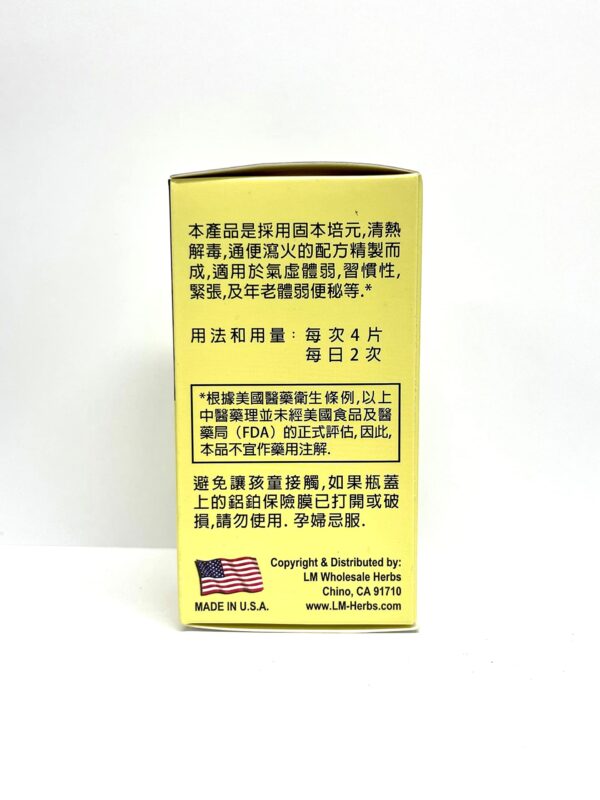 本產品是採用固本培元,清熱
解毒,通便瀉火的配方精製而
成,適用於氣虛體弱,習慣性,
緊張,及年老體弱便秘等.*
用法和用量：每次4片
每日2次
*根據美國醫藥衛生條例,以上
中醫藥理並未經美國食品及醫
藥局（FDA）的正式評估,因此,
本品不宜作藥用注解.
避免讓孩童接觸,如果瓶蓋
上的鋁鉑保險膜已打開或破
損,請勿使用. 孕婦忌服.
Copyright & Distributed by:
LM Wholesale Herbs
Chino, CA 91710
MADE IN U.S.A.
www.LM-Herbs.com